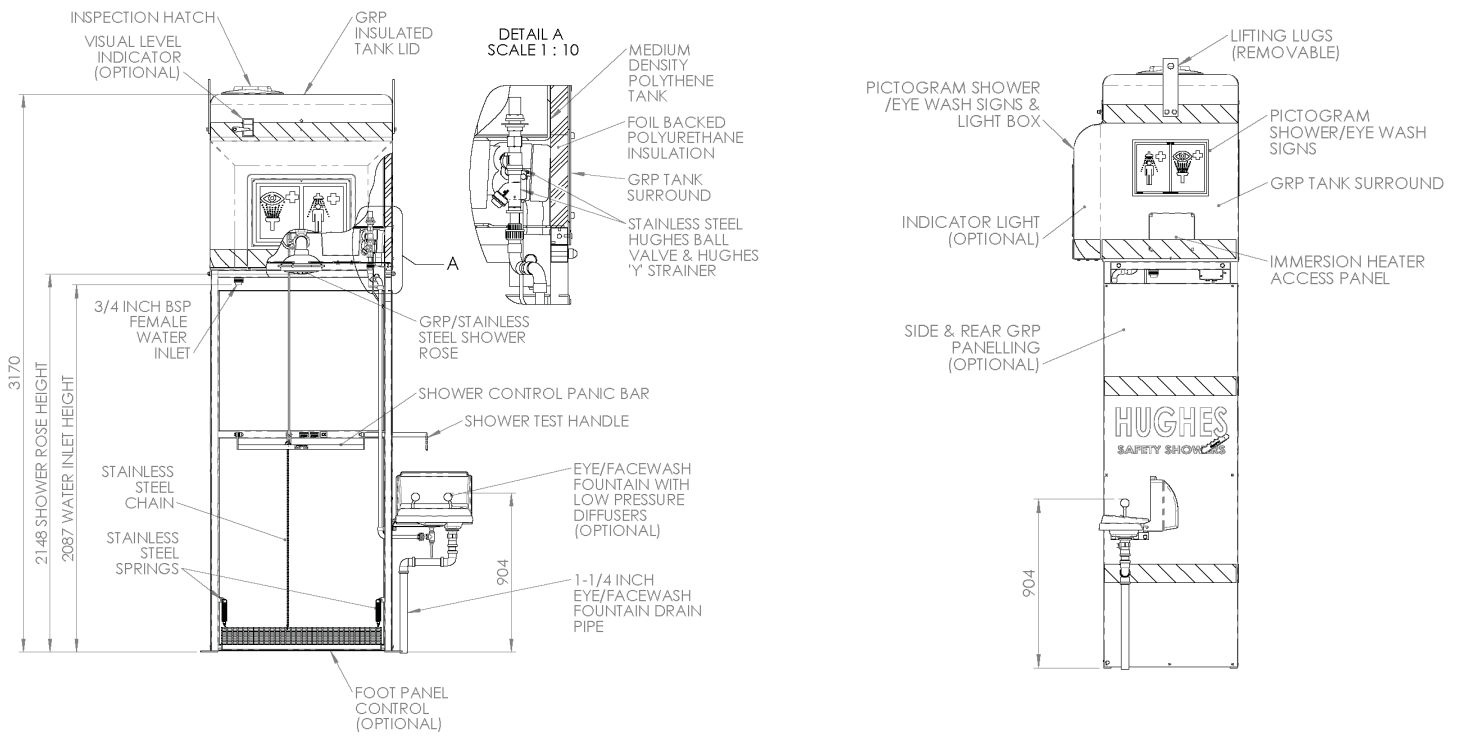 INSPECTION HATCH
VISUAL LEVEL
INDICATOR
(OPTIONAL)
GRP
INSULATED
TANK LID
DETAIL A
SCALE 1 : 10
MEDIUM
DENSITY
POLYTHENE
TANK
FOIL BACKED
POLYURETHANE
INSULATION
GRP TANK
SURROUND
STAINLESS STEEL
HUGHES BALL
VALVE & HUGHES
'Y' STRAINER
A
3/4 INCH BSP
FEMALE
WATER
INLET
GRP/STAINLESS
STEEL SHOWER
ROSE
3170
2148 SHOWER ROSE HEIGHT
2087 WATER INLET HEIGHT
SHOWER CONTROL PANIC BAR
SHOWER TEST HANDLE
STAINLESS
STEEL
CHAIN
EYE/FACEWASH
FOUNTAIN WITH
LOW PRESSURE
DIFFUSERS
(OPTIONAL)
STAINLESS
STEEL
SPRINGS
904
1-1/4 INCH
EYE/FACEWASH
FOUNTAIN DRAIN
PIPE
FOOT PANEL
CONTROL
(OPTIONAL)
LIFTING LUGS
(REMOVABLE)
PICTOGRAM SHOWER
/EYE WASH SIGNS &
LIGHT BOX
PICTOGRAM
SHOWER/EYE WASH
SIGNS
GRP TANK SURROUND
INDICATOR LIGHT
(OPTIONAL)
IMMERSION HEATER
ACCESS PANEL
SIDE & REAR GRP
PANELLING
(OPTIONAL)
HUGHES
SAFETY SHOWERS
904